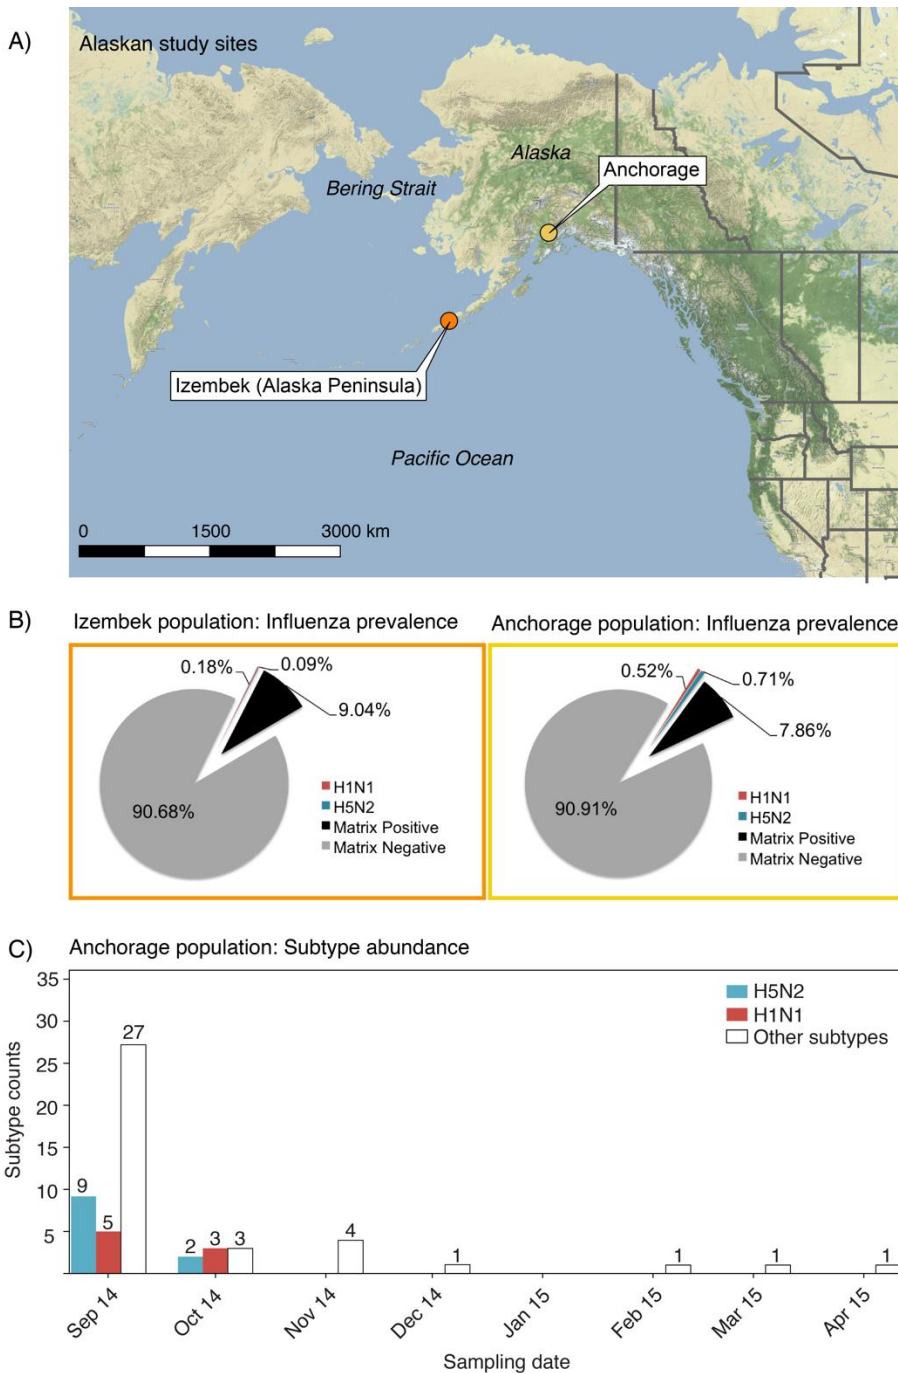 A)
Alaskan study sites
Alaska
Anchorage
Bering Strait
Izembek (Alaska Peninsula)
Pacific Ocean
0 1500 3000 km
B)
Izembek population: Influenza prevalence
0.18%
0.09%
9.04%
90.68%
H1N1
H5N2
Matrix Positive
Matrix Negative
Anchorage population: Influenza prevalence
0.52%
0.71%
7.86%
90.91%
H1N1
H5N2
Matrix Positive
Matrix Negative
C)
Anchorage population: Subtype abundance
H5N2
H1N1
Other subtypes
Subtype counts
35
30
25
20
15
10
5
9 5 27
2 3 3
4
1
1
1
1
Sep 14 Oct 14 Nov 14 Dec 14 Jan 15 Feb 15 Mar 15 Apr 15
Sampling date